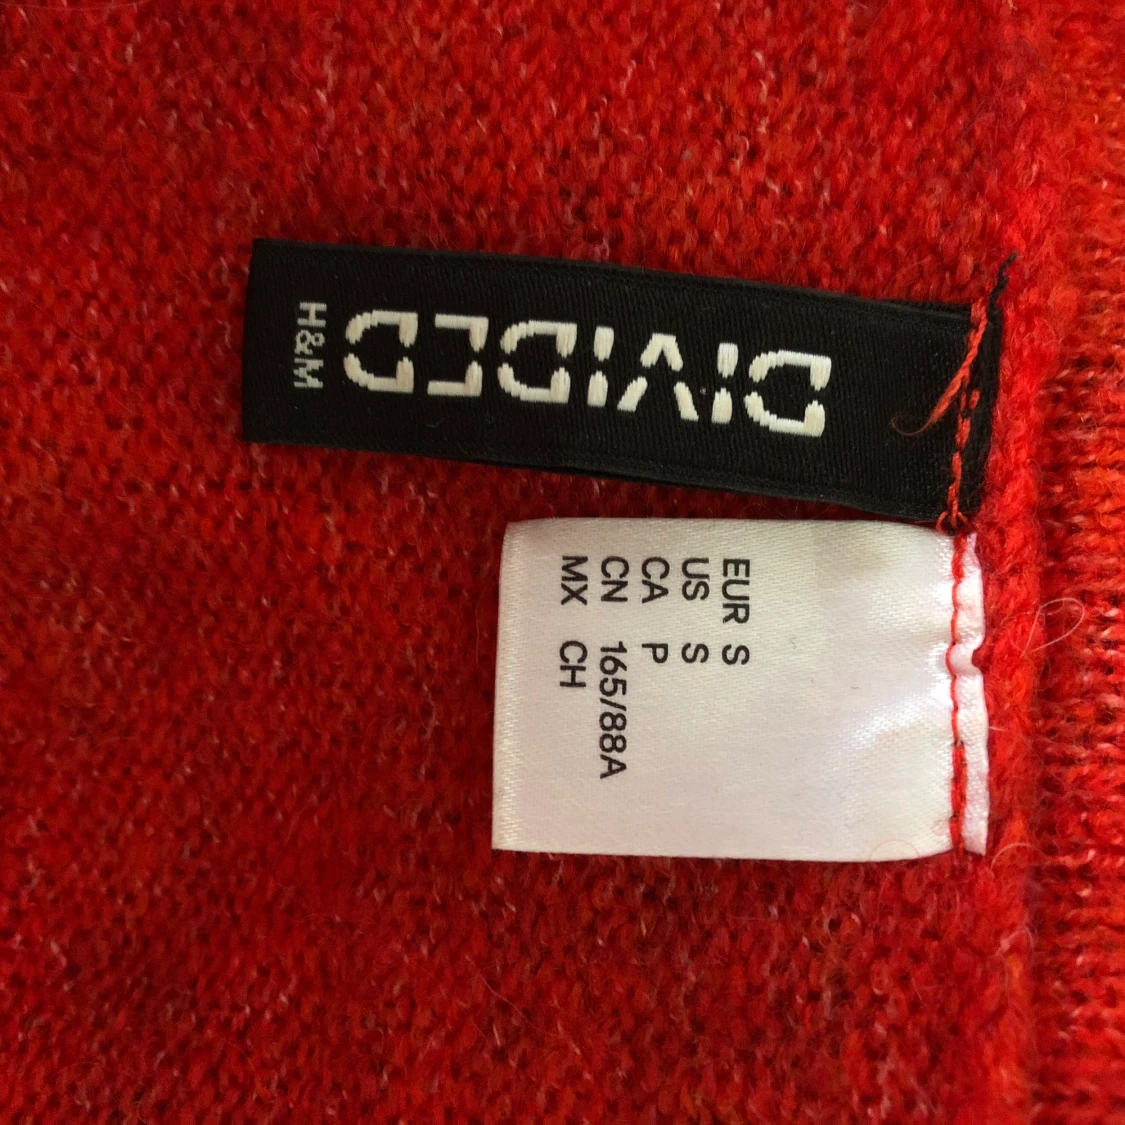 DIVIDED
H&M
EUR S
US S
CA P
CN 165/88A
MX CH